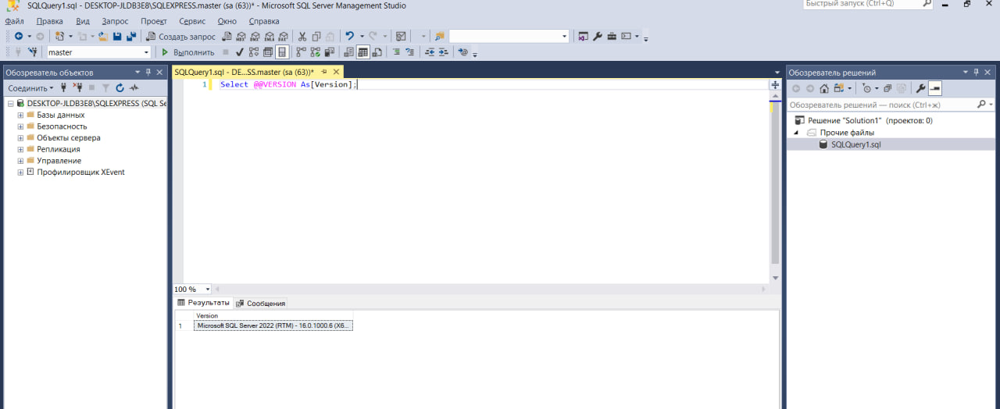 SQLQuery1.sql - DESKTOP-JLDB3E8\SQLEXPRESS.master (sa (63))* - Microsoft SQL Server Management Studio
Быстрый запуск (Ctrl+Q)
Файл Правка Вид Запрос Проект Сервис Окно Справка
Создать запрос
master
Выполнить
Обозреватель объектов
SQLQuery1.sql - DE...SS.master (sa (63))*
Обозреватель решений
Соединить
1 Select @@VERSION As[Version];
DESKTOP-JLDB3E8\SQLEXPRESS (SQL Se
Базы данных
Безопасность
Объекты сервера
Репликация
Управление
Профилировщик XEvent
Обозреватель решений — поиск (Ctrl+ж)
Решение "Solution1" (проектов: 0)
Прочие файлы
SQLQuery1.sql
100 %
Результаты Сообщения
Version
1 Microsoft SQL Server 2022 (RTM) - 16.0.1000.6 (X6...